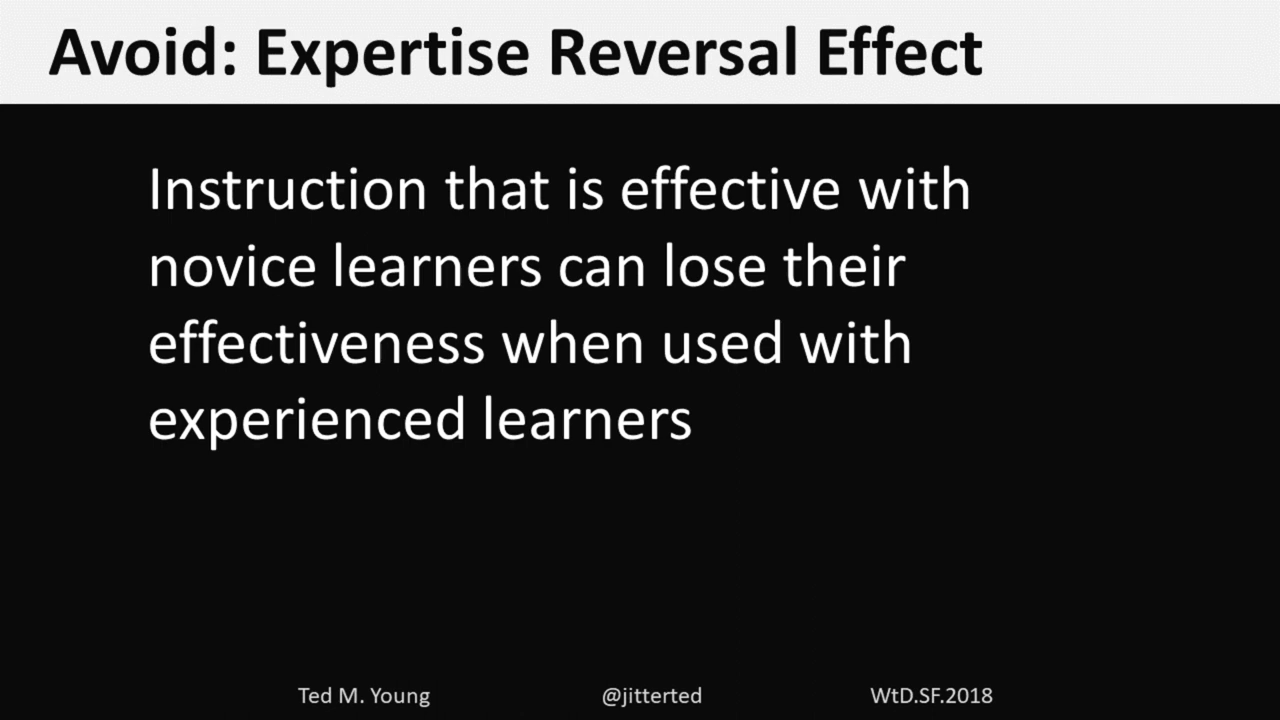 Avoid: Expertise Reversal Effect
Instruction that is effective with
novice learners can lose their
effectiveness when used with
experienced learners
Ted M. Young @jitterted WtD.SF.2018